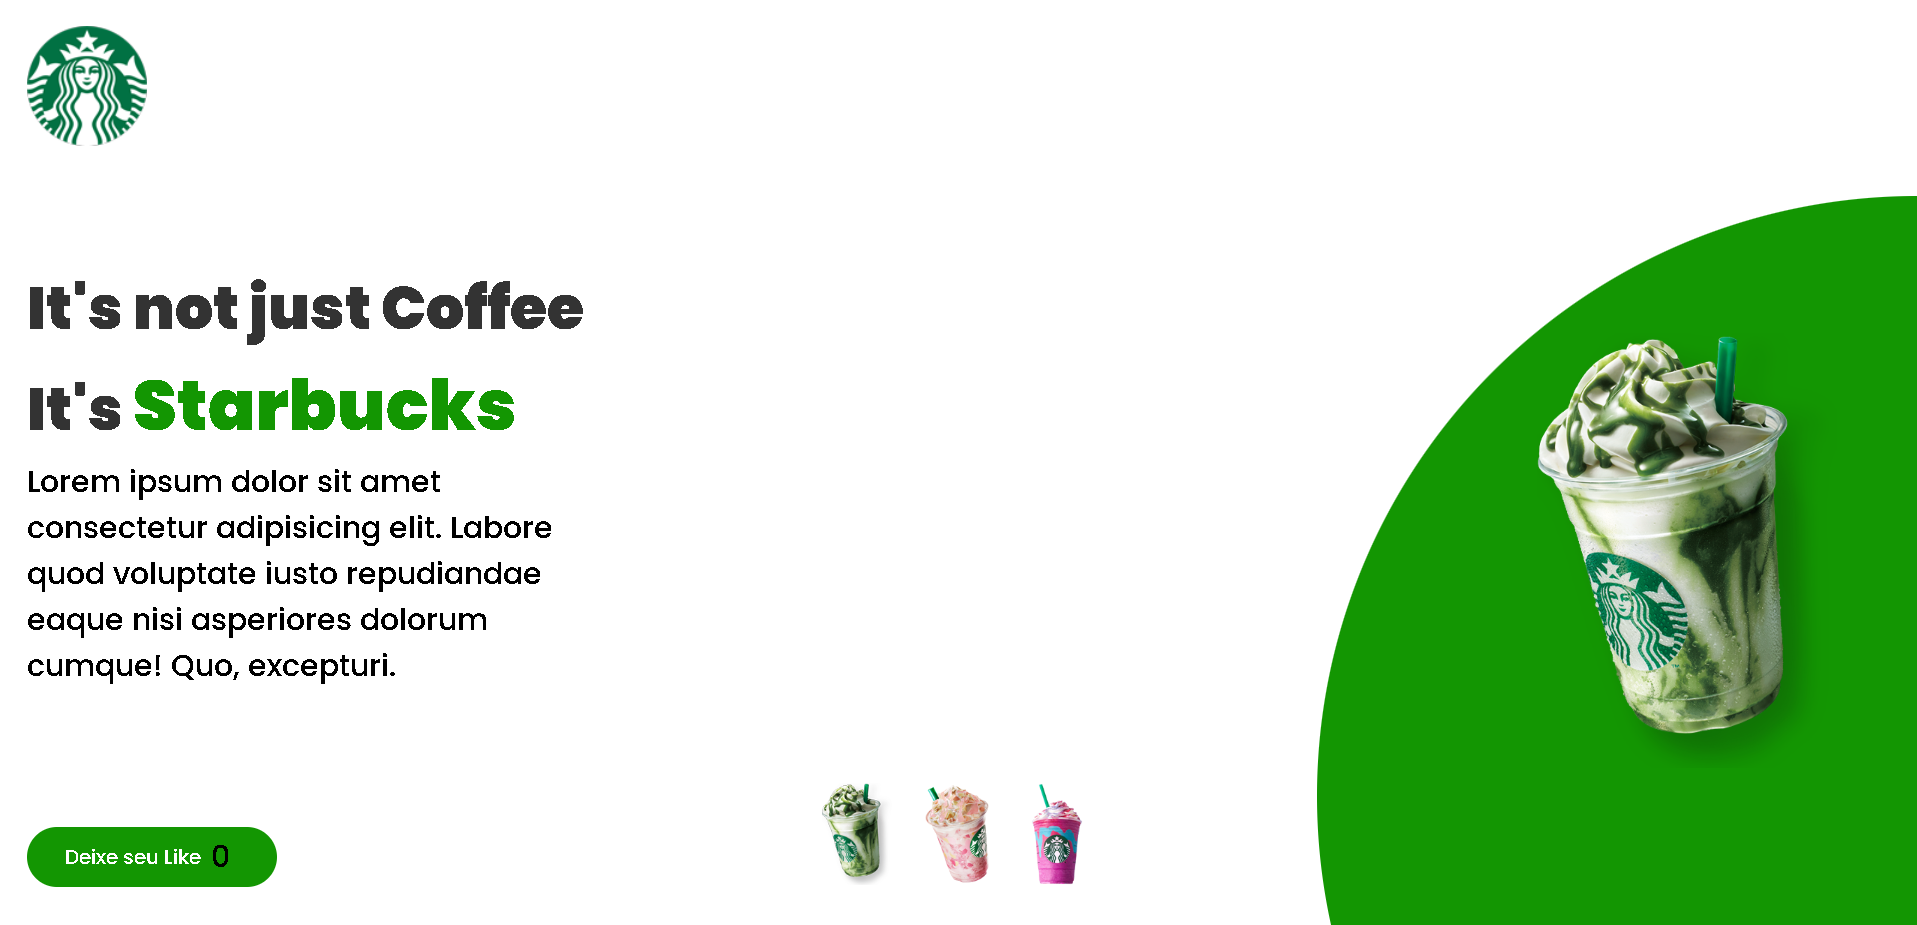 It's not just Coffee
It's Starbucks
Lorem ipsum dolor sit amet
consectetur adipisicing elit. Labore
quod voluptate iusto repudiandae
eaque nisi asperiores dolorum
cumque! Quo, excepturi.
Deixe seu Like 0